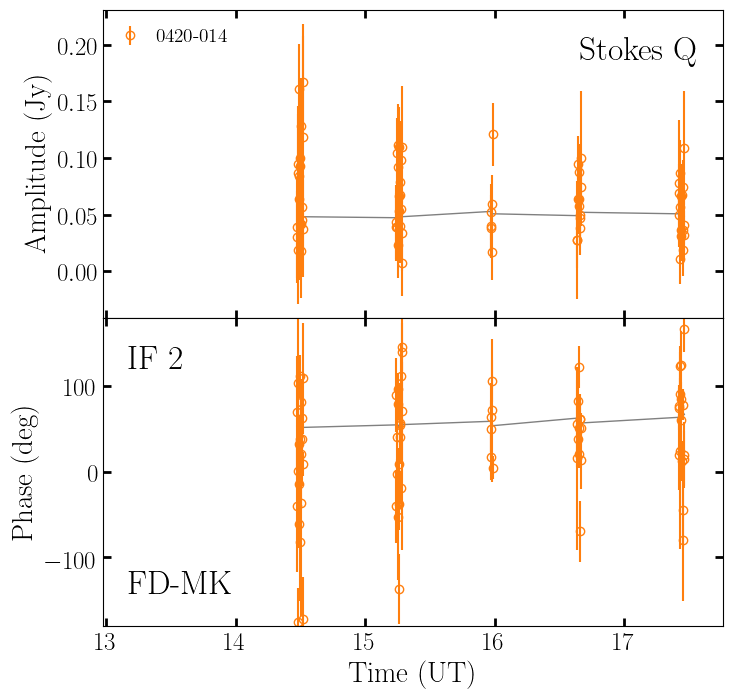 0420-014
Stokes Q
0.20
0.15
0.10
0.05
0.00
Amplitude (Jy)
IF 2
100
0
−100
Phase (deg)
FD-MK
13 14 15 16 17
Time (UT)